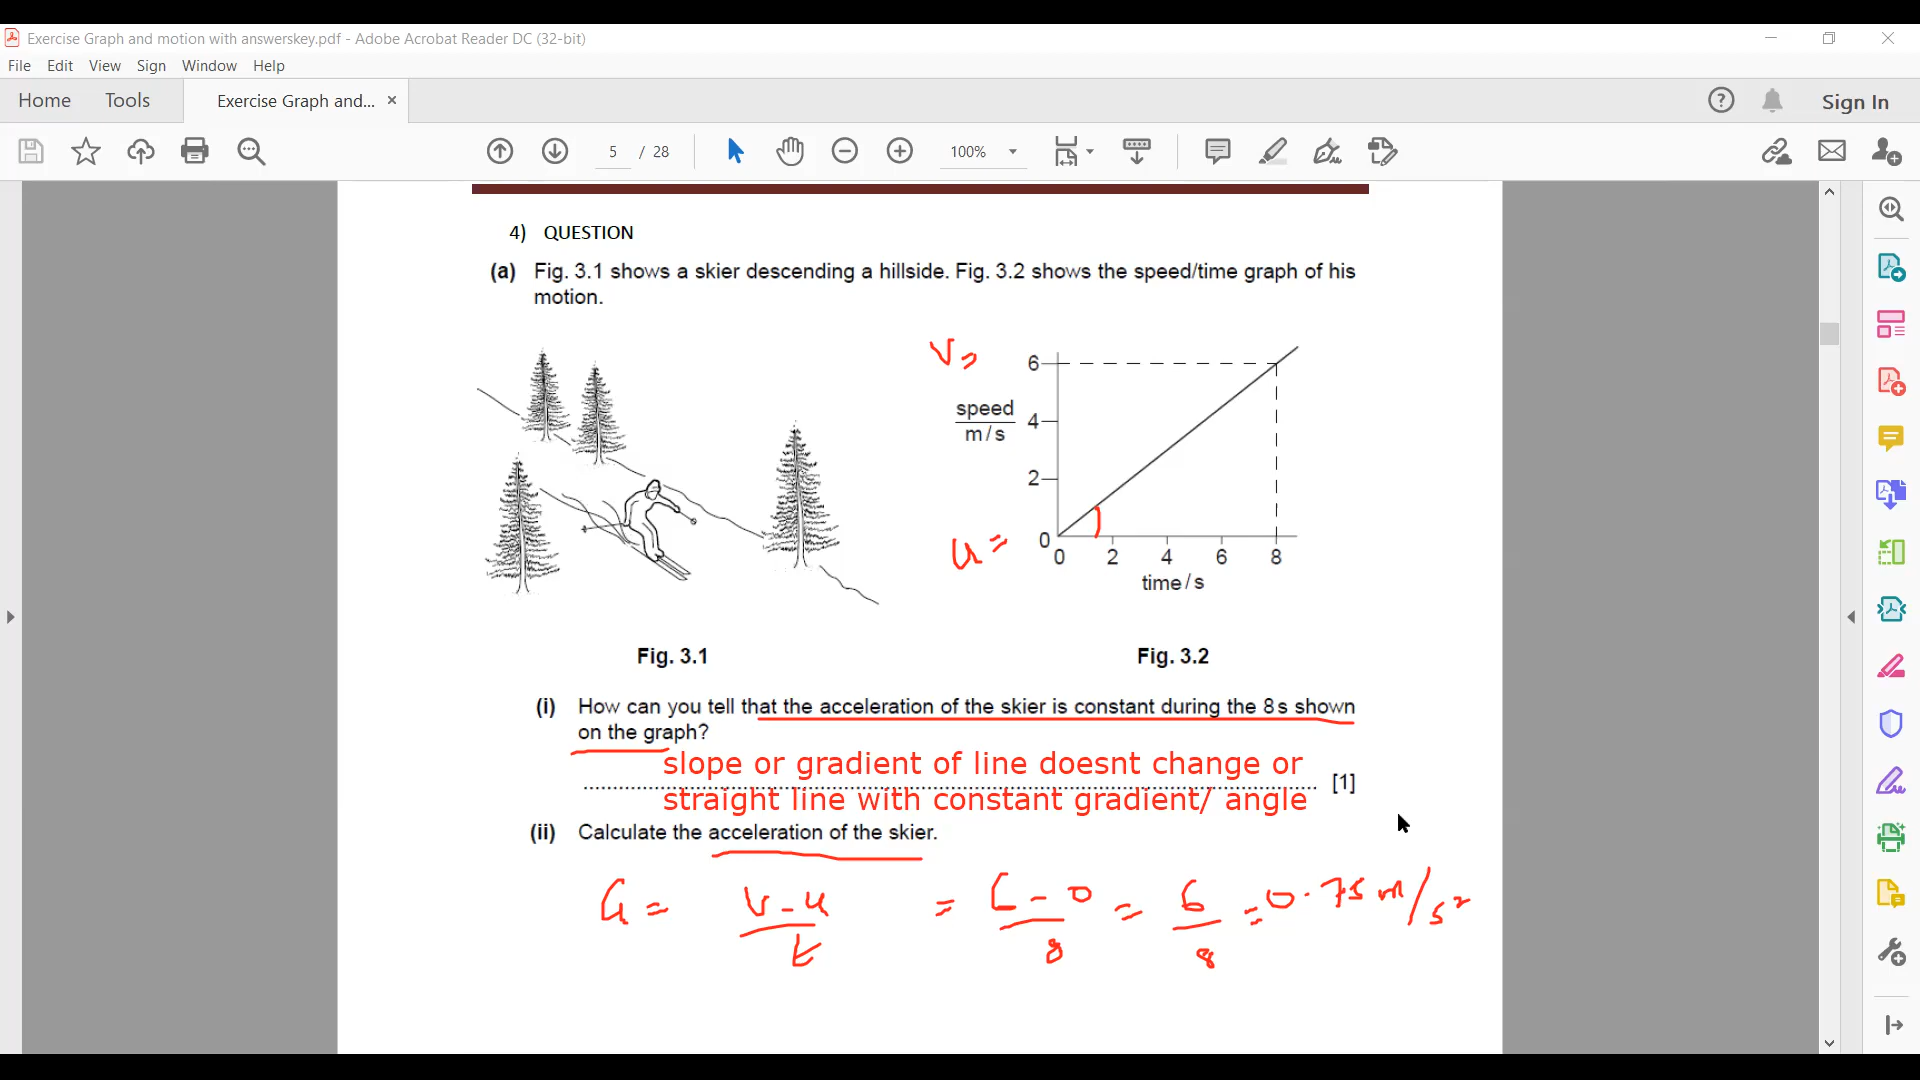 Exercise Graph and motion with answerskey.pdf - Adobe Acrobat Reader DC (32-bit)
File Edit View Sign Window Help
Home Tools Exercise Graph and... × Sign In
5 / 28 100%
4) QUESTION
(a) Fig. 3.1 shows a skier descending a hillside. Fig. 3.2 shows the speed/time graph of his
motion.
v =
6
speed
m/s
4
2
u =
0
0 2 4 6 8
time/s
Fig. 3.1 Fig. 3.2
(i) How can you tell that the acceleration of the skier is constant during the 8s shown
on the graph?
slope or gradient of line doesnt change or
[1]
straight line with constant gradient/ angle
(ii) Calculate the acceleration of the skier.
a = v - u / t = 6 - 0 / 8 = 6 / 8 = 0.75 m/s²